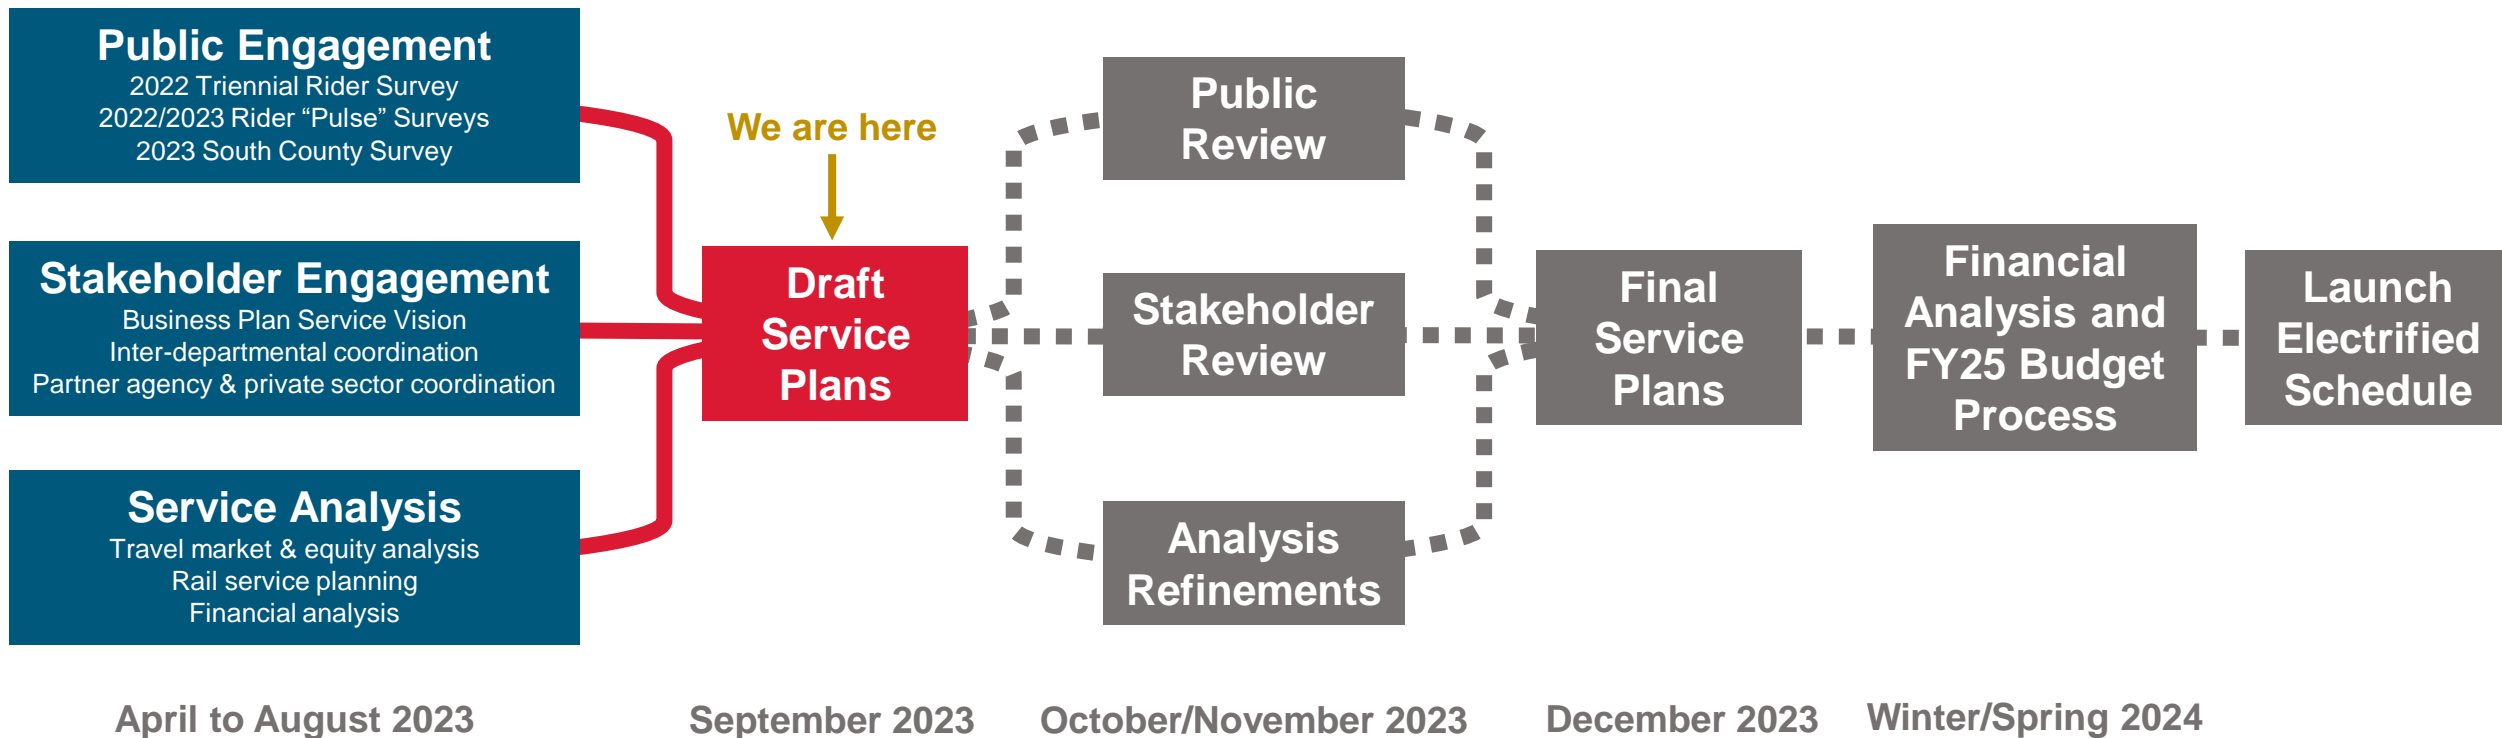 Public Engagement
2022 Triennial Rider Survey
2022/2023 Rider “Pulse” Surveys
2023 South County Survey
Stakeholder Engagement
Business Plan Service Vision
Inter-departmental coordination
Partner agency & private sector coordination
Service Analysis
Travel market & equity analysis
Rail service planning
Financial analysis
We are here
Draft
Service
Plans
Public
Review
Stakeholder
Review
Analysis
Refinements
Final
Service
Plans
Financial
Analysis and
FY25 Budget
Process
Launch
Electrified
Schedule
April to August 2023
September 2023
October/November 2023
December 2023
Winter/Spring 2024